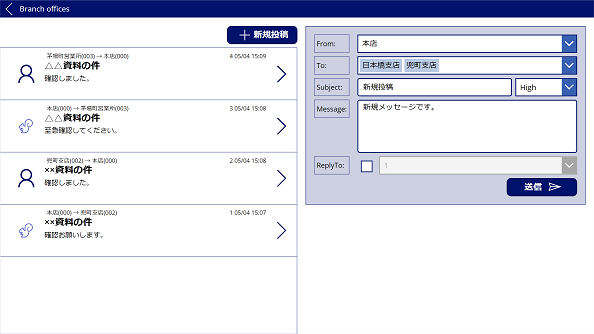 Branch offices
新規投稿
茅場町営業所(003) → 本店(000)
4 05/04 15:09
△△資料の件
確認しました。
本店(000) → 茅場町営業所(003)
3 05/04 15:08
△△資料の件
至急確認してください。
兜町支店(002) → 本店(000)
2 05/04 15:08
××資料の件
確認しました。
本店(000) → 兜町支店(002)
1 05/04 15:07
××資料の件
確認お願いします。
From: 本店
To: 日本橋支店 兜町支店
Subject: 新規投稿 High
Message: 新規メッセージです。
ReplyTo: 1
送信